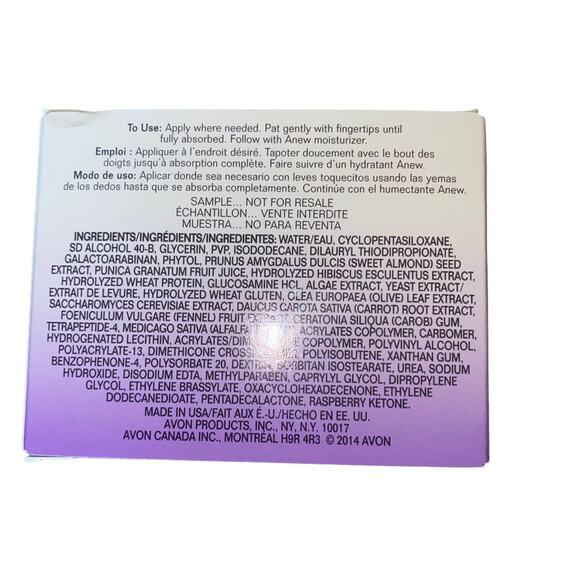 To Use: Apply where needed. Pat gently with fingertips until
fully absorbed. Follow with Anew moisturizer.
Emploi : Appliquer à l'endroit désiré. Tapoter doucement avec le bout des
doigts jusqu'à absorption complète. Faire suivre d'un hydratant Anew.
Modo de uso: Aplicar donde sea necesario con leves toquecitos usando las yemas
de los dedos hasta que se absorba completamente. Continúe con el humectante Anew.
SAMPLE... NOT FOR RESALE
ÉCHANTILLON... VENTE INTERDITE
MUESTRA... NO PARA REVENTA
INGREDIENTS/INGRÉDIENTS/INGREDIENTES: WATER/EAU, CYCLOPENTASILOXANE,
SD ALCOHOL 40-B, GLYCERIN, PVP, ISODODECANE, DILAURYL THIODIPROPIONATE,
GALACTOARABINAN, PHYTOL, PRUNUS AMYGDALUS DULCIS (SWEET ALMOND) SEED
EXTRACT, PUNICA GRANATUM FRUIT JUICE, HYDROLYZED HIBISCUS ESCULENTUS EXTRACT,
HYDROLYZED WHEAT PROTEIN, GLUCOSAMINE HCL, ALGAE EXTRACT, YEAST EXTRACT/
EXTRAIT DE LEVURE, HYDROLYZED WHEAT GLUTEN, OLEA EUROPAEA (OLIVE) LEAF EXTRACT,
SACCHAROMYCES CEREVISIAE EXTRACT, DAUCUS CAROTA SATIVA (CARROT) ROOT EXTRACT,
FOENICULUM VULGARE (FENNEL) FRUIT EXTRACT, CERATONIA SILIQUA (CAROB) GUM,
TETRAPEPTIDE-4, MEDICAGO SATIVA (ALFALFA) ACRYLATES COPOLYMER, CARBOMER,
HYDROGENATED LECITHIN, ACRYLATES/ COPOLYMER, POLYVINYL ALCOHOL,
POLYACRYLATE-13, DIMETHICONE POLYISOBUTENE, XANTHAN GUM,
BENZOPHENONE-4, POLYSORBATE 20, SORBITAN ISOSTEARATE, UREA, SODIUM
HYDROXIDE, DISODIUM EDTA, METHYLPARABEN, CAPRYLYL GLYCOL, DIPROPYLENE
GLYCOL, ETHYLENE BRASSYLATE, OXACYCLOHEXADECENONE, ETHYLENE
DODECANEDIOATE, PENTADECALACTONE, RASPBERRY KETONE.
MADE IN USA/FAIT AUX É.-U./HECHO EN EE. UU.
AVON PRODUCTS, INC., NY, N.Y. 10017
AVON CANADA INC., MONTRÉAL H9R 4R3 © 2014 AVON